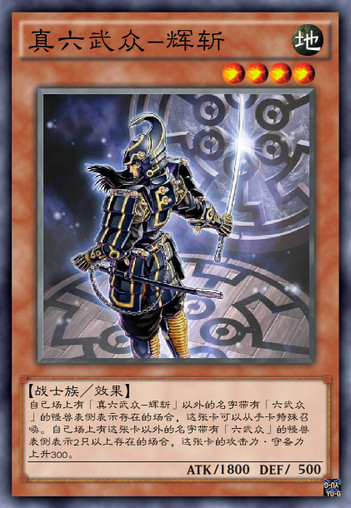 真六武众-辉斩
地
【战士族／效果】
自己场上有「真六武众-辉斩」以外的名字带有「六武众
」的怪兽表侧表示存在的场合，这张卡可以从手卡特殊召
唤。自己场上有这张卡以外的名字带有「六武众」的怪兽
表侧表示2只以上存在的场合，这张卡的攻击力·守备力
上升300。
ATK/1800 DEF/ 500